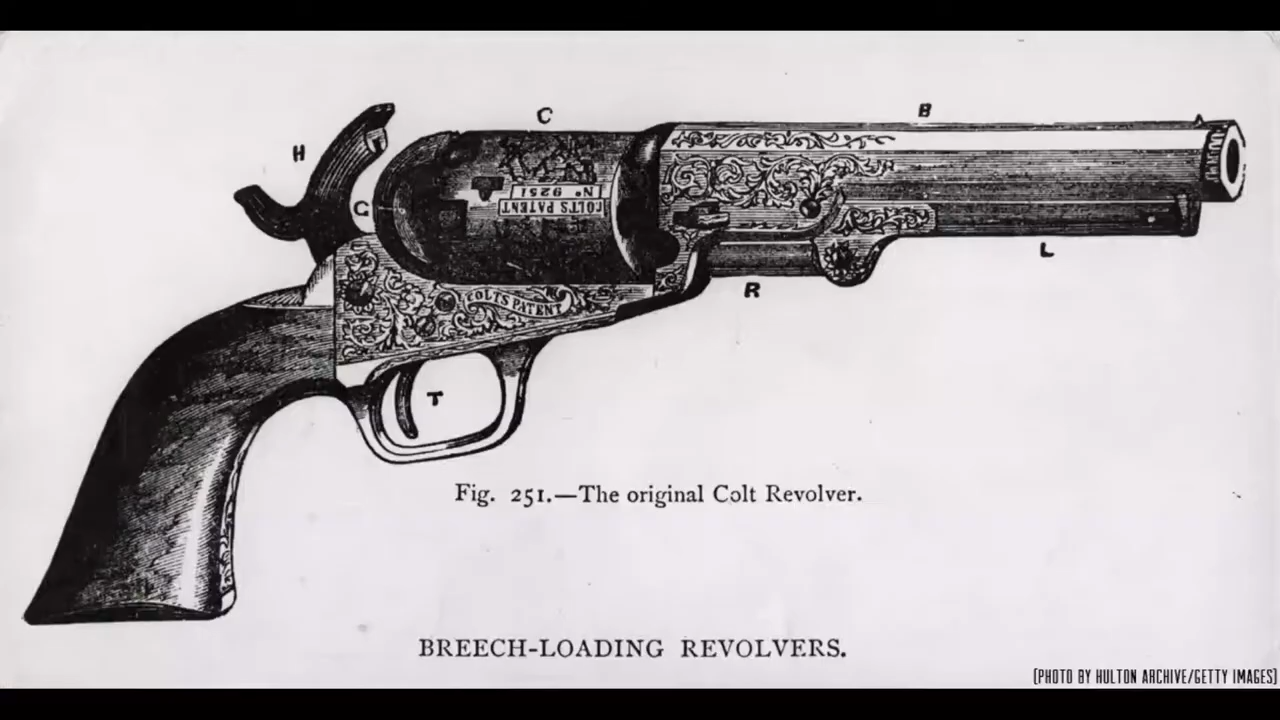 H
C
B
G
Nº 9251
COLTS PATENT
COLTS PATENT
R
L
T
Fig. 251.—The original Colt Revolver.
BREECH-LOADING REVOLVERS.
(PHOTO BY HULTON ARCHIVE/GETTY IMAGES)